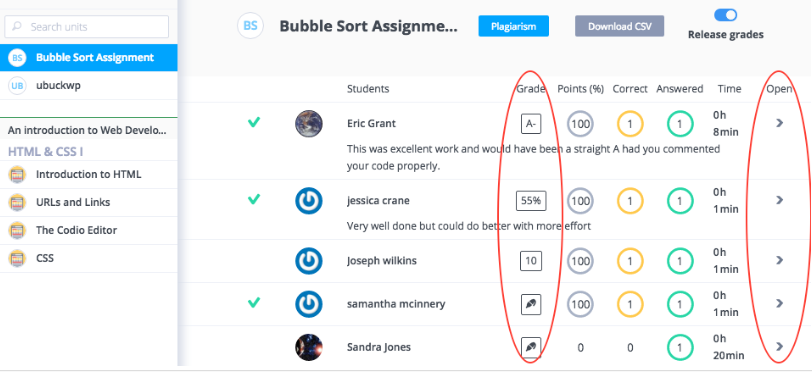 Search units
BS Bubble Sort Assignment
UB ubuckwp
An introduction to Web Develo...
HTML & CSS I
Introduction to HTML
URLs and Links
The Codio Editor
CSS
BS Bubble Sort Assignme... Plagiarism Download CSV Release grades
Students Grade Points (%) Correct Answered Time Open
Eric Grant A- 100 1 1 0h 8min
This was excellent work and would have been a straight A had you commented
your code properly.
jessica crane 55% 100 1 1 0h 1min
Very well done but could do better with more effort
Joseph wilkins 10 100 1 1 0h 1min
samantha mcinnery 100 1 1 0h 1min
Sandra Jones 0 0 1 0h 20min